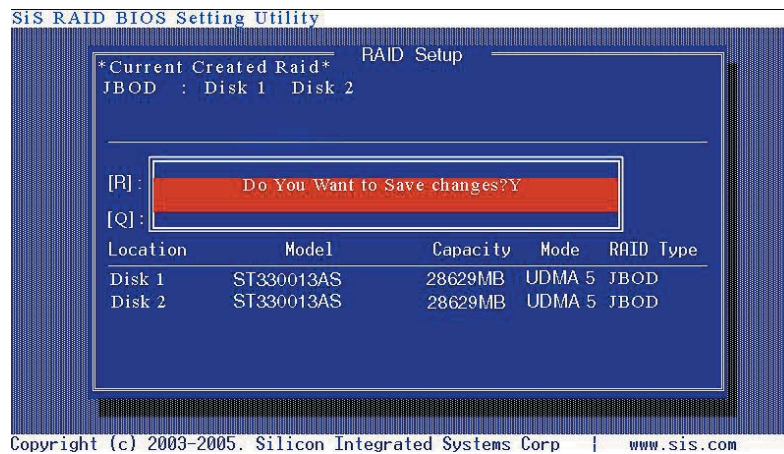 SiS RAID BIOS Setting Utility
RAID Setup
*Current Created Raid*
JBOD : Disk 1 Disk 2
[R] :
Do You Want to Save changes?Y
[Q] :
Location Model Capacity Mode RAID Type
Disk 1 ST330013AS 28629MB UDMA 5 JBOD
Disk 2 ST330013AS 28629MB UDMA 5 JBOD
Copyright (c) 2003-2005. Silicon Integrated Systems Corp | www.sis.com